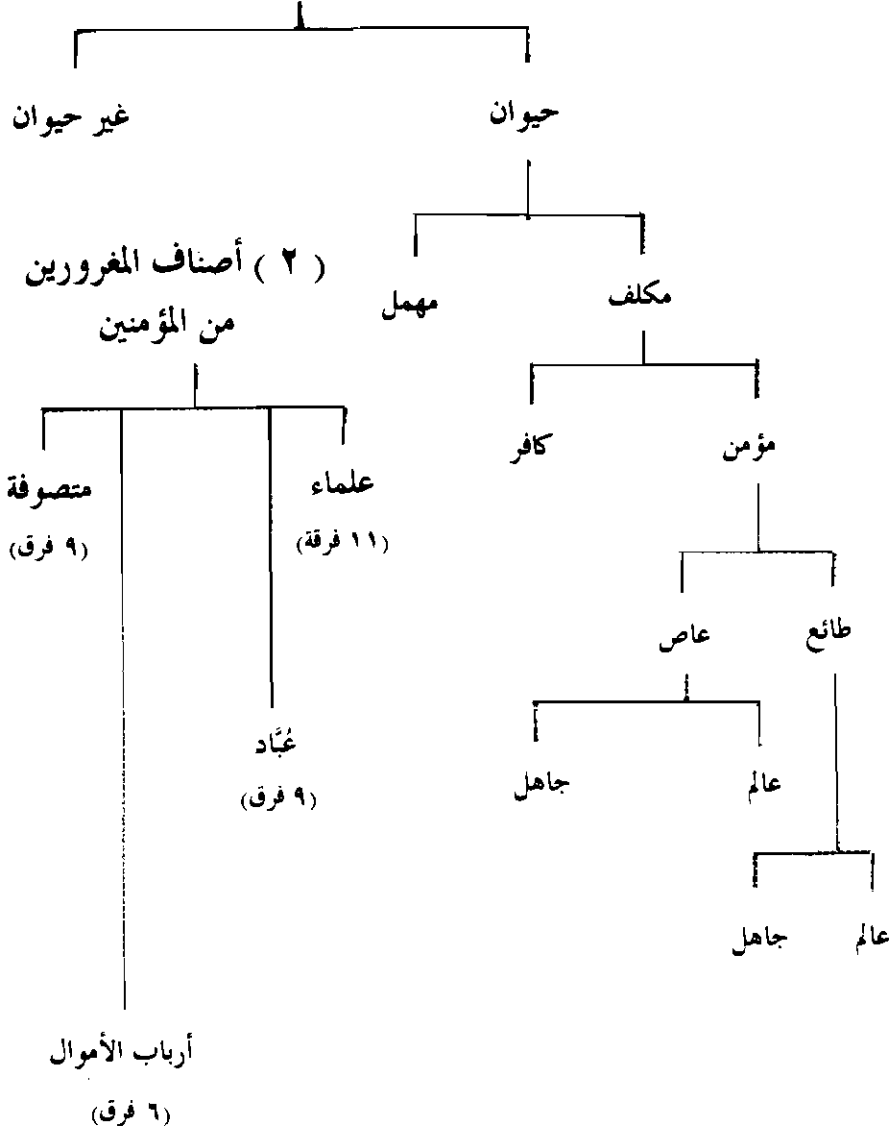 حيوان
غير حيوان
مكلف
مهمل
مؤمن
كافر
طائع
عاص
عالم
جاهل
عالم
جاهل
( ٢ ) أصناف المغرورين
من المؤمنين
علماء
(١١ فرقة)
عُبَّاد
(٩ فرق)
أرباب الأموال
(٦ فرق)
متصوفة
(٩ فرق)